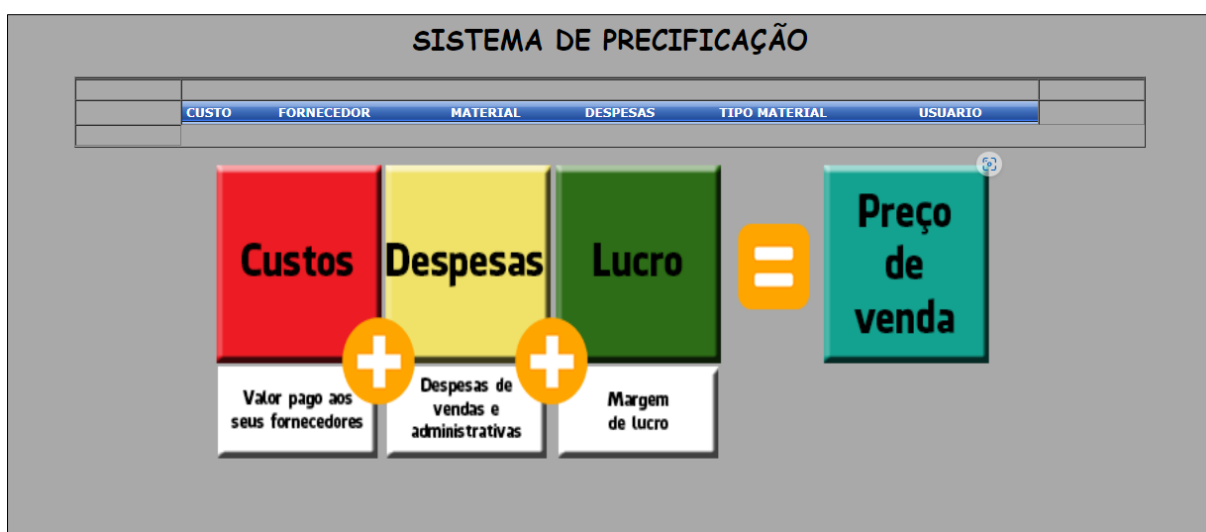 SISTEMA DE PRECIFICAÇÃO
CUSTO FORNECEDOR MATERIAL DESPESAS TIPO MATERIAL USUARIO
Custos
Despesas
Lucro
Preço
de
venda
Valor pago aos
seus fornecedores
Despesas de
vendas e
administrativas
Margem
de lucro